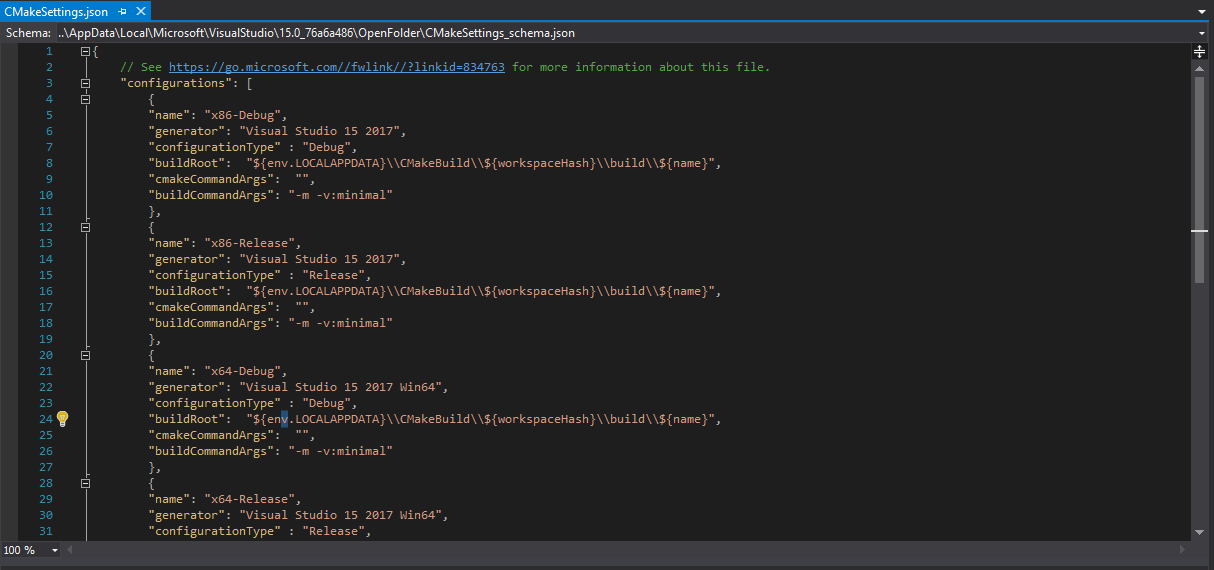 CMakeSettings.json
Schema: ..\AppData\Local\Microsoft\VisualStudio\15.0_76a6a486\OpenFolder\CMakeSettings_schema.json
1 {
2 // See https://go.microsoft.com//fwlink//?linkid=834763 for more information about this file.
3 "configurations": [
4 {
5 "name": "x86-Debug",
6 "generator": "Visual Studio 15 2017",
7 "configurationType" : "Debug",
8 "buildRoot":  "${env.LOCALAPPDATA}\\CMakeBuild\\${workspaceHash}\\build\\${name}",
9 "cmakeCommandArgs":  "",
10 "buildCommandArgs": "-m -v:minimal"
11 },
12 {
13 "name": "x86-Release",
14 "generator": "Visual Studio 15 2017",
15 "configurationType" : "Release",
16 "buildRoot":  "${env.LOCALAPPDATA}\\CMakeBuild\\${workspaceHash}\\build\\${name}",
17 "cmakeCommandArgs":  "",
18 "buildCommandArgs": "-m -v:minimal"
19 },
20 {
21 "name": "x64-Debug",
22 "generator": "Visual Studio 15 2017 Win64",
23 "configurationType" : "Debug",
24 "buildRoot":  "${env.LOCALAPPDATA}\\CMakeBuild\\${workspaceHash}\\build\\${name}",
25 "cmakeCommandArgs":  "",
26 "buildCommandArgs": "-m -v:minimal"
27 },
28 {
29 "name": "x64-Release",
30 "generator": "Visual Studio 15 2017 Win64",
31 "configurationType" : "Release",
100 %